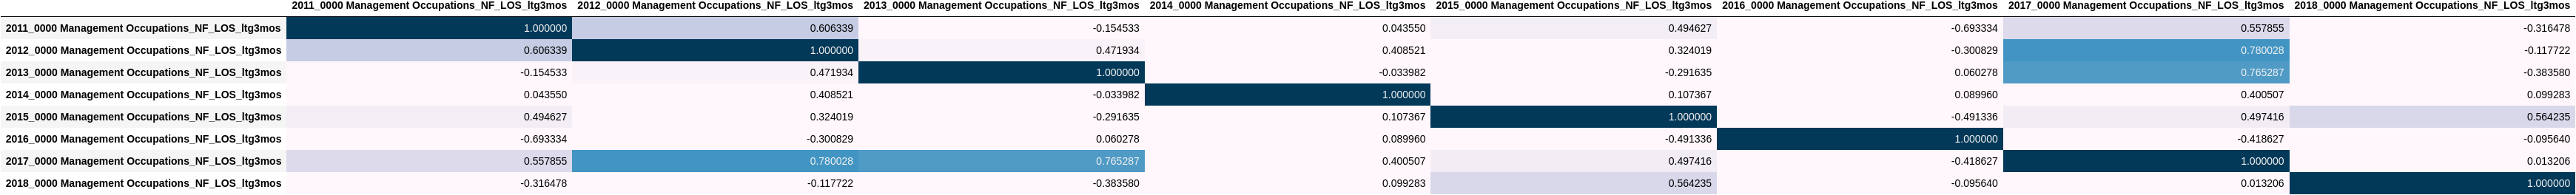 2011_0000 Management Occupations_NF_LOS_ltg3mos 2012_0000 Management Occupations_NF_LOS_ltg3mos 2013_0000 Management Occupations_NF_LOS_ltg3mos 2014_0000 Management Occupations_NF_LOS_ltg3mos 2015_0000 Management Occupations_NF_LOS_ltg3mos 2016_0000 Management Occupations_NF_LOS_ltg3mos 2017_0000 Management Occupations_NF_LOS_ltg3mos 2018_0000 Management Occupations_NF_LOS_ltg3mos
2011_0000 Management Occupations_NF_LOS_ltg3mos 1.000000 0.606339 -0.154533 0.043550 0.494627 -0.693334 0.557855 -0.316478
2012_0000 Management Occupations_NF_LOS_ltg3mos 0.606339 1.000000 0.471934 0.408521 0.324019 -0.300829 0.780028 -0.117722
2013_0000 Management Occupations_NF_LOS_ltg3mos -0.154533 0.471934 1.000000 -0.033982 -0.291635 0.060278 0.765287 -0.383580
2014_0000 Management Occupations_NF_LOS_ltg3mos 0.043550 0.408521 -0.033982 1.000000 0.107367 0.089960 0.400507 0.099283
2015_0000 Management Occupations_NF_LOS_ltg3mos 0.494627 0.324019 -0.291635 0.107367 1.000000 -0.491336 0.497416 0.564235
2016_0000 Management Occupations_NF_LOS_ltg3mos -0.693334 -0.300829 0.060278 0.089960 -0.491336 1.000000 -0.418627 -0.095640
2017_0000 Management Occupations_NF_LOS_ltg3mos 0.557855 0.780028 0.765287 0.400507 0.497416 -0.418627 1.000000 0.013206
2018_0000 Management Occupations_NF_LOS_ltg3mos -0.316478 -0.117722 -0.383580 0.099283 0.564235 -0.095640 0.013206 1.000000